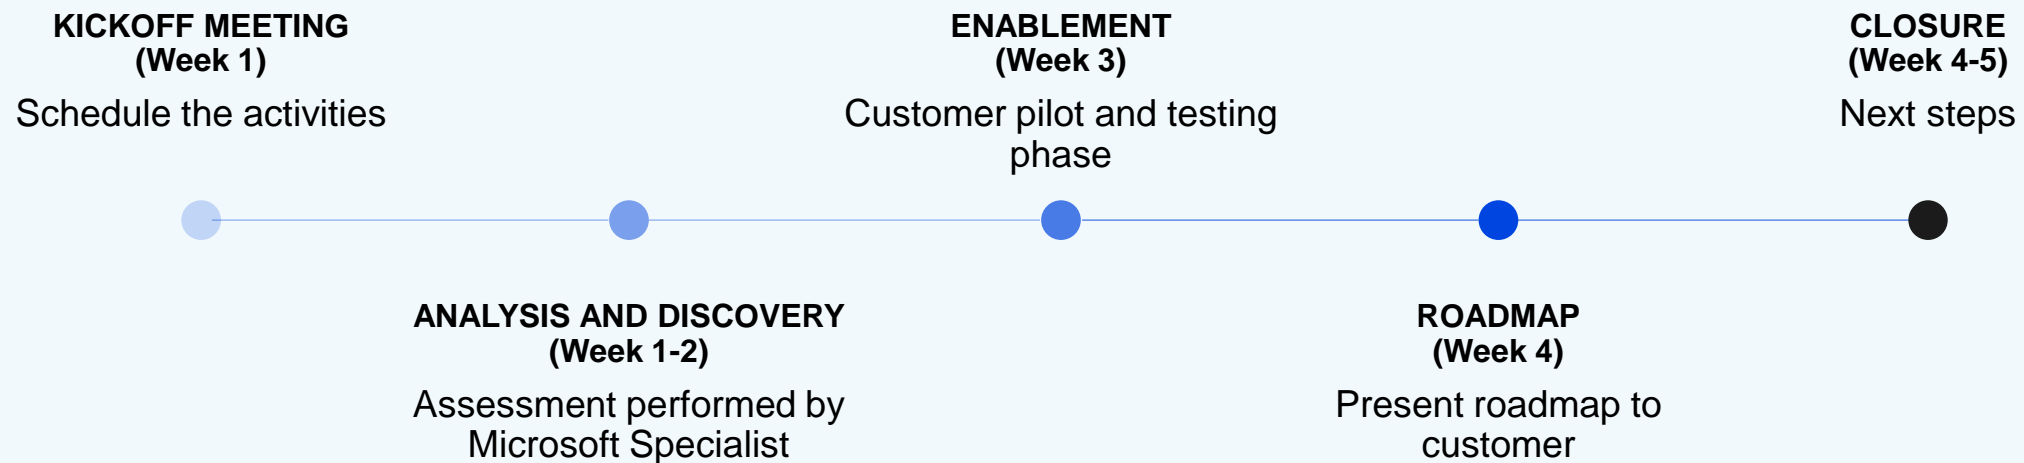 KICKOFF MEETING
(Week 1)
Schedule the activities
ANALYSIS AND DISCOVERY
(Week 1-2)
Assessment performed by
Microsoft Specialist
ENABLEMENT
(Week 3)
Customer pilot and testing
phase
ROADMAP
(Week 4)
Present roadmap to
customer
CLOSURE
(Week 4-5)
Next steps